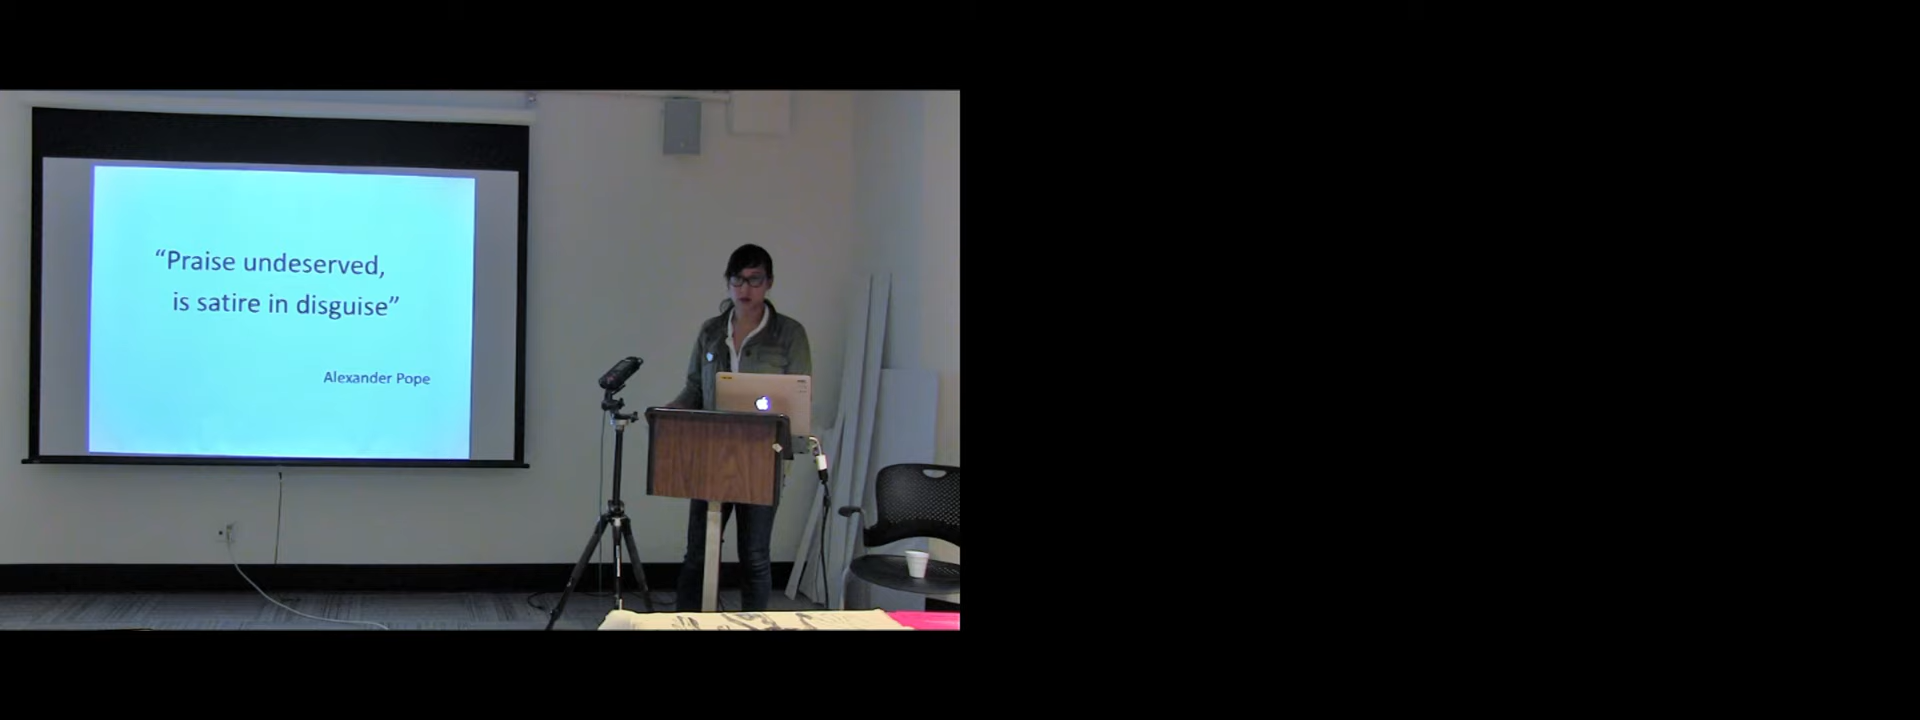 “Praise undeserved,
is satire in disguise”
Alexander Pope